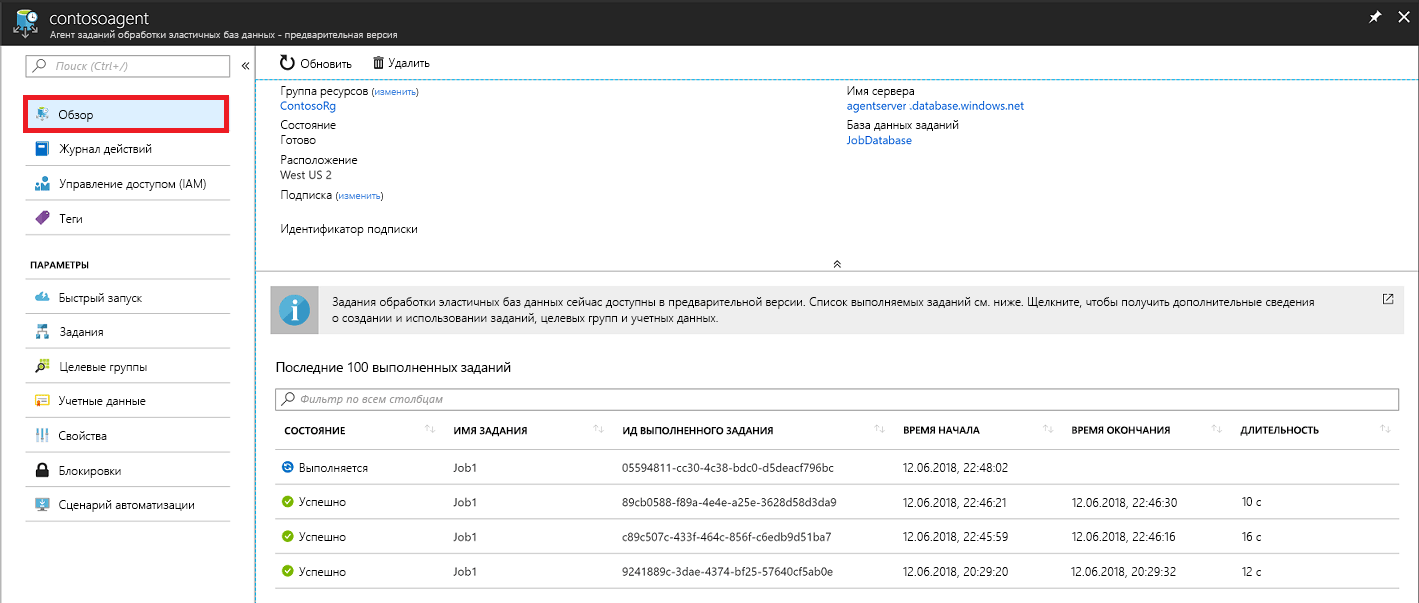 contosoagent
Агент заданий обработки эластичных баз данных - предварительная версия
Поиск (Ctrl+/)
Обзор
Журнал действий
Управление доступом (IAM)
Теги
ПАРАМЕТРЫ
Быстрый запуск
Задания
Целевые группы
Учетные данные
Свойства
Блокировки
Сценарий автоматизации
Обновить Удалить
Группа ресурсов (изменить)
ContosoRg
Состояние
Готово
Расположение
West US 2
Подписка (изменить)
Идентификатор подписки
Имя сервера
agentserver .database.windows.net
База данных заданий
JobDatabase
Задания обработки эластичных баз данных сейчас доступны в предварительной версии. Список выполняемых заданий см. ниже. Щелкните, чтобы получить дополнительные сведения
о создании и использовании заданий, целевых групп и учетных данных.
Последние 100 выполненных заданий
Фильтр по всем столбцам
СОСТОЯНИЕ ИМЯ ЗАДАНИЯ ИД ВЫПОЛНЕННОГО ЗАДАНИЯ ВРЕМЯ НАЧАЛА ВРЕМЯ ОКОНЧАНИЯ ДЛИТЕЛЬНОСТЬ
Выполняется Job1 05594811-cc30-4c38-bdc0-d5deacf796bc 12.06.2018, 22:48:02
Успешно Job1 89cb0588-f89a-4e4e-a25e-3628d58d3da9 12.06.2018, 22:46:21 12.06.2018, 22:46:30 10 с
Успешно Job1 c89c507c-433f-464c-856f-c6edb9d51ba7 12.06.2018, 22:45:59 12.06.2018, 22:46:16 16 с
Успешно Job1 9241889c-3dae-4374-bf25-57640cf5ab0e 12.06.2018, 20:29:20 12.06.2018, 20:29:32 12 с